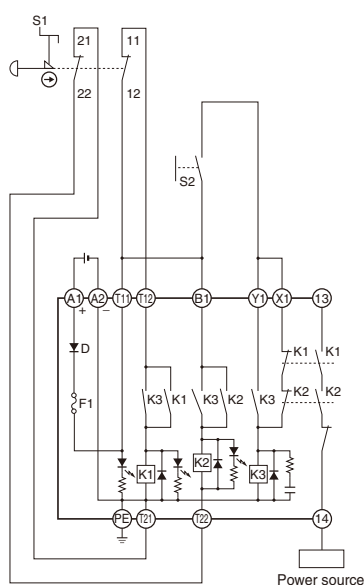 S1
21
11
22
12
S2
A1
A2
T11
T12
B1
Y1
X1
13
+
−
D
K1
K1
F1
K3
K1
K3
K2
K3
K2
K2
K1
K2
K3
PE
T21
T22
14
Power source